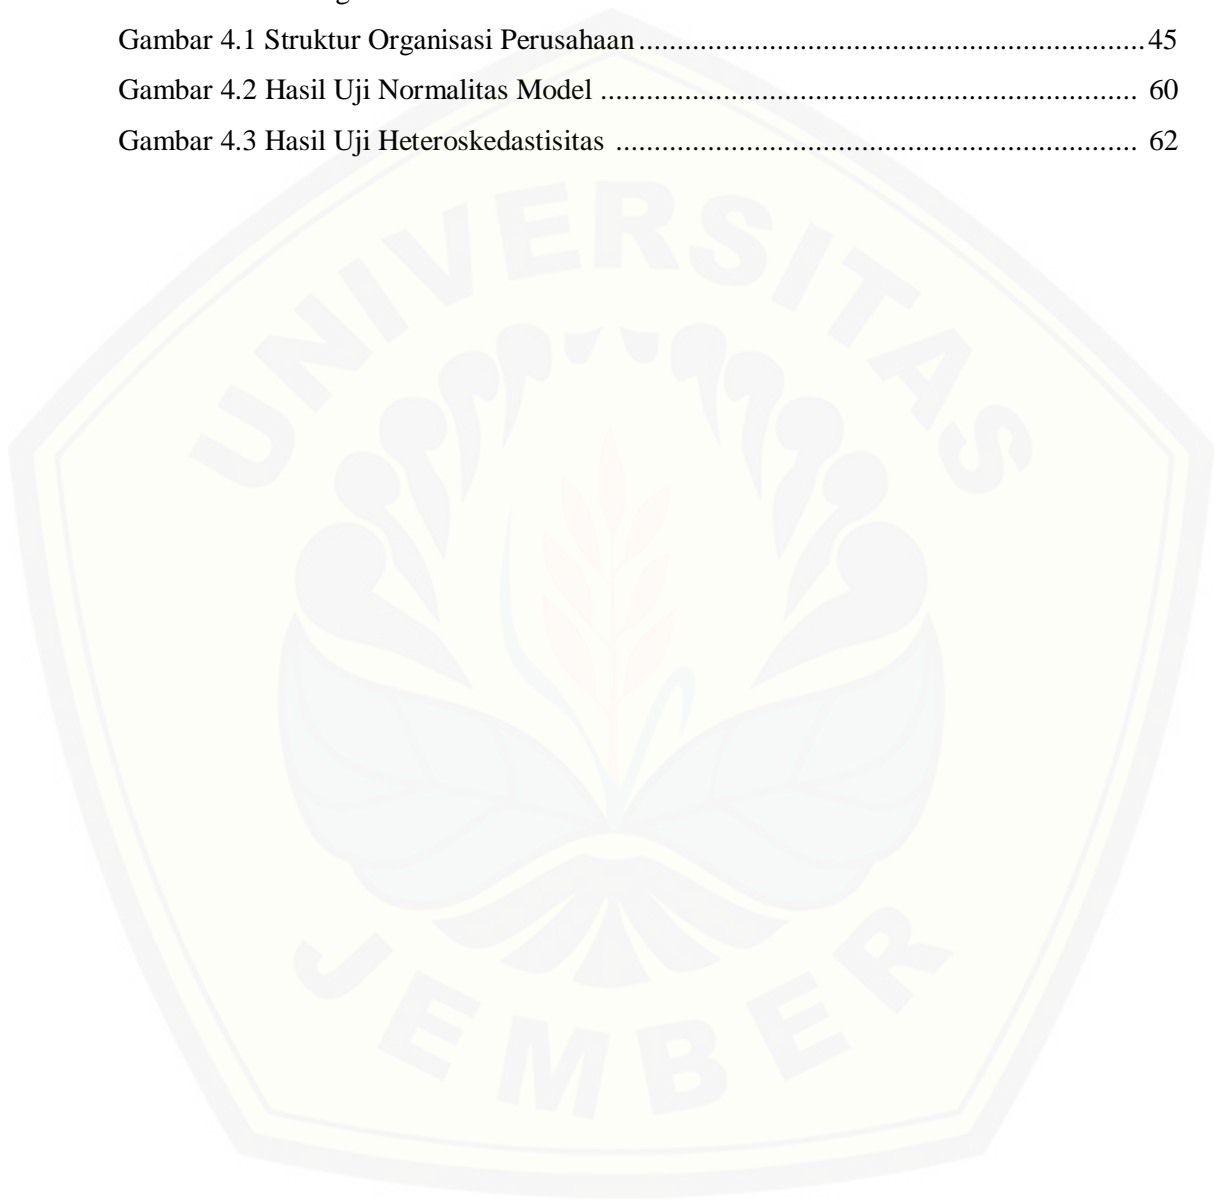 Gambar 4.1 Struktur Organisasi Perusahaan....................................................................45
Gambar 4.2 Hasil Uji Normalitas Model ...................................................................... 60
Gambar 4.3 Hasil Uji Heteroskedastisitas .................................................................... 62
UNIVERSITAS
JEMBER